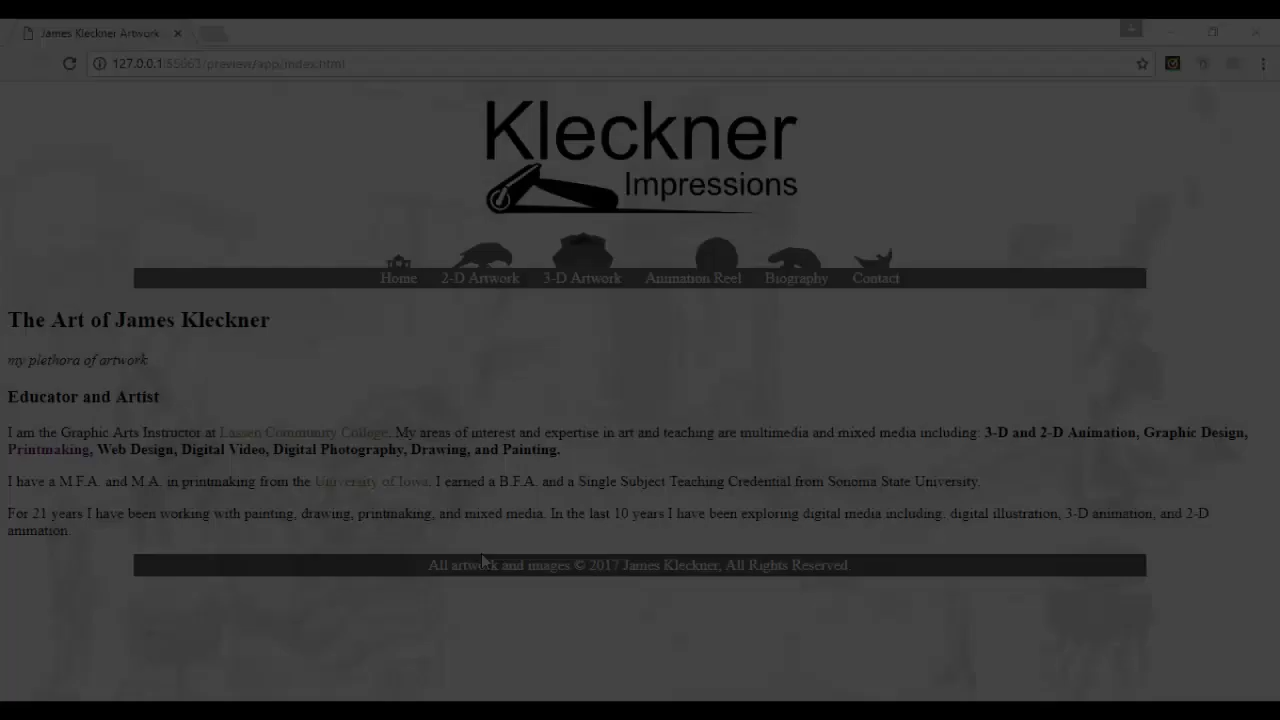 James Kleckner Artwork
127.0.0.1:55663/preview/app/index.html
Kleckner
Impressions
Home 2-D Artwork 3-D Artwork Animation Reel Biography Contact
The Art of James Kleckner
my plethora of artwork
Educator and Artist
I am the Graphic Arts Instructor at Lassen Community College. My areas of interest and expertise in art and teaching are multimedia and mixed media including: 3-D and 2-D Animation, Graphic Design,
Printmaking, Web Design, Digital Video, Digital Photography, Drawing, and Painting.
I have a M.F.A. and M.A. in printmaking from the University of Iowa. I earned a B.F.A. and a Single Subject Teaching Credential from Sonoma State University.
For 21 years I have been working with painting, drawing, printmaking, and mixed media. In the last 10 years I have been exploring digital media including: digital illustration, 3-D animation, and 2-D
animation.
All artwork and images © 2017 James Kleckner, All Rights Reserved